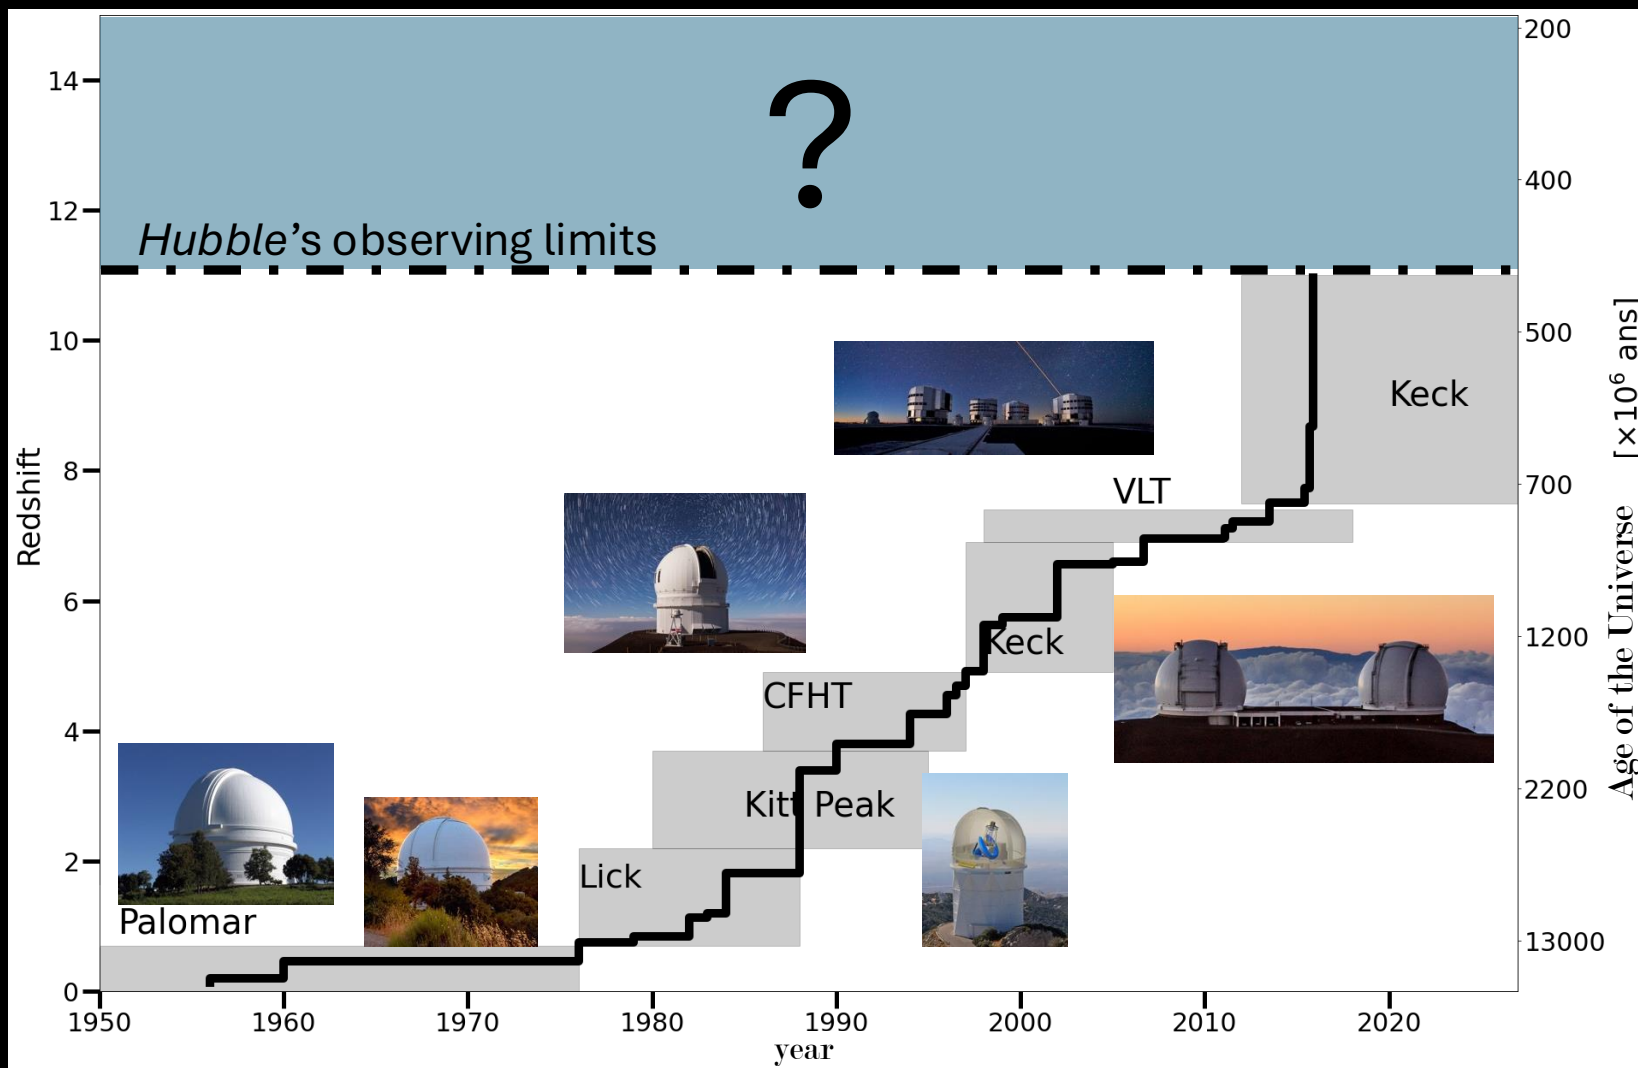 14
12
10
8
6
4
2
0
Redshift
?
Hubble's observing limits
Keck
VLT
Keck
CFHT
Kitt Peak
Lick
Palomar
1950 1960 1970 1980 1990 2000 2010 2020
year
200
400
500
700
1200
2200
13000
Age of the Universe [×10⁶ ans]